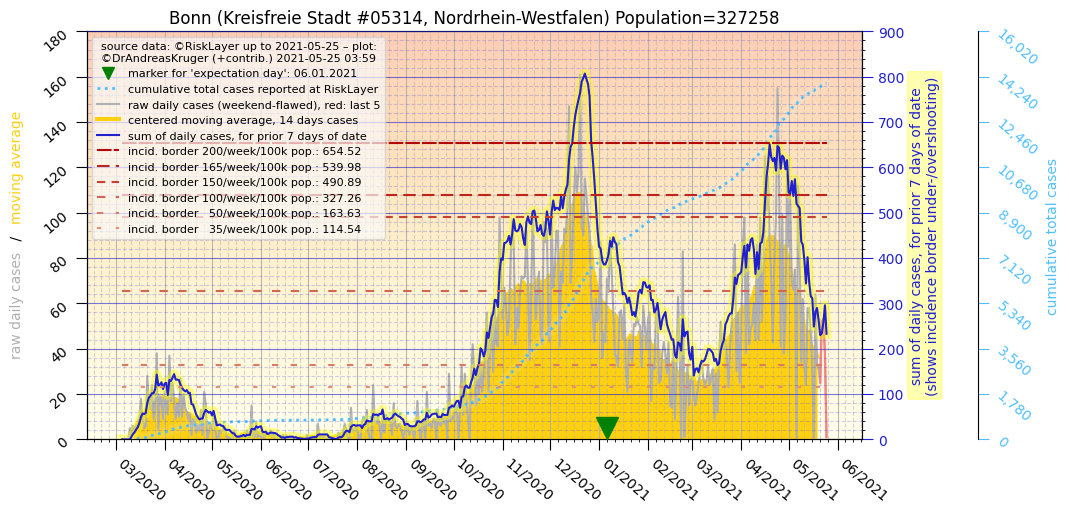 Bonn (Kreisfreie Stadt #05314, Nordrhein-Westfalen) Population=327258
source data: ©RiskLayer up to 2021-05-25 – plot:
©DrAndreasKruger (+contrib.) 2021-05-25 03:59
marker for 'expectation day': 06.01.2021
cumulative total cases reported at RiskLayer
raw daily cases (weekend-flawed), red: last 5
centered moving average, 14 days cases
sum of daily cases, for prior 7 days of date
incid. border 200/week/100k pop.: 654.52
incid. border 165/week/100k pop.: 539.98
incid. border 150/week/100k pop.: 490.89
incid. border 100/week/100k pop.: 327.26
incid. border   50/week/100k pop.: 163.63
incid. border   35/week/100k pop.: 114.54
raw daily cases / moving average
180
160
140
120
100
80
60
40
20
0
03/2020
04/2020
05/2020
06/2020
07/2020
08/2020
09/2020
10/2020
11/2020
12/2020
01/2021
02/2021
03/2021
04/2021
05/2021
06/2021
900
800
700
600
500
400
300
200
100
0
sum of daily cases, for prior 7 days of date
(shows incidence border under-/overshooting)
16,020
14,240
12,460
10,680
8,900
7,120
5,340
3,560
1,780
0
cumulative total cases